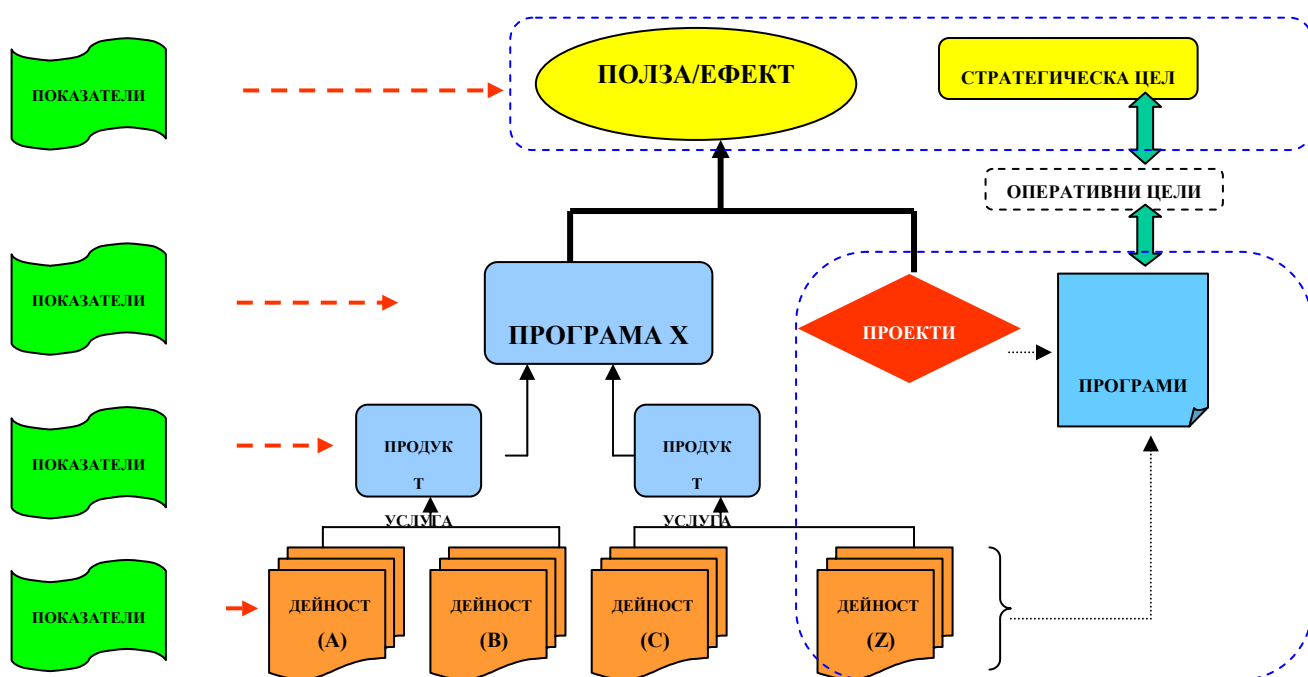 ПОКАЗАТЕЛИ
ПОЛЗА/ЕФЕКТ
СТРАТЕГИЧЕСКА ЦЕЛ
ОПЕРАТИВНИ ЦЕЛИ
ПОКАЗАТЕЛИ
ПРОГРАМА X
ПРОЕКТИ
ПРОГРАМИ
ПОКАЗАТЕЛИ
ПРОДУК
Т
УСЛУГА
ПРОДУК
Т
УСЛУГА
ПОКАЗАТЕЛИ
ДЕЙНОСТ
(A)
ДЕЙНОСТ
(B)
ДЕЙНОСТ
(C)
ДЕЙНОСТ
(Z)